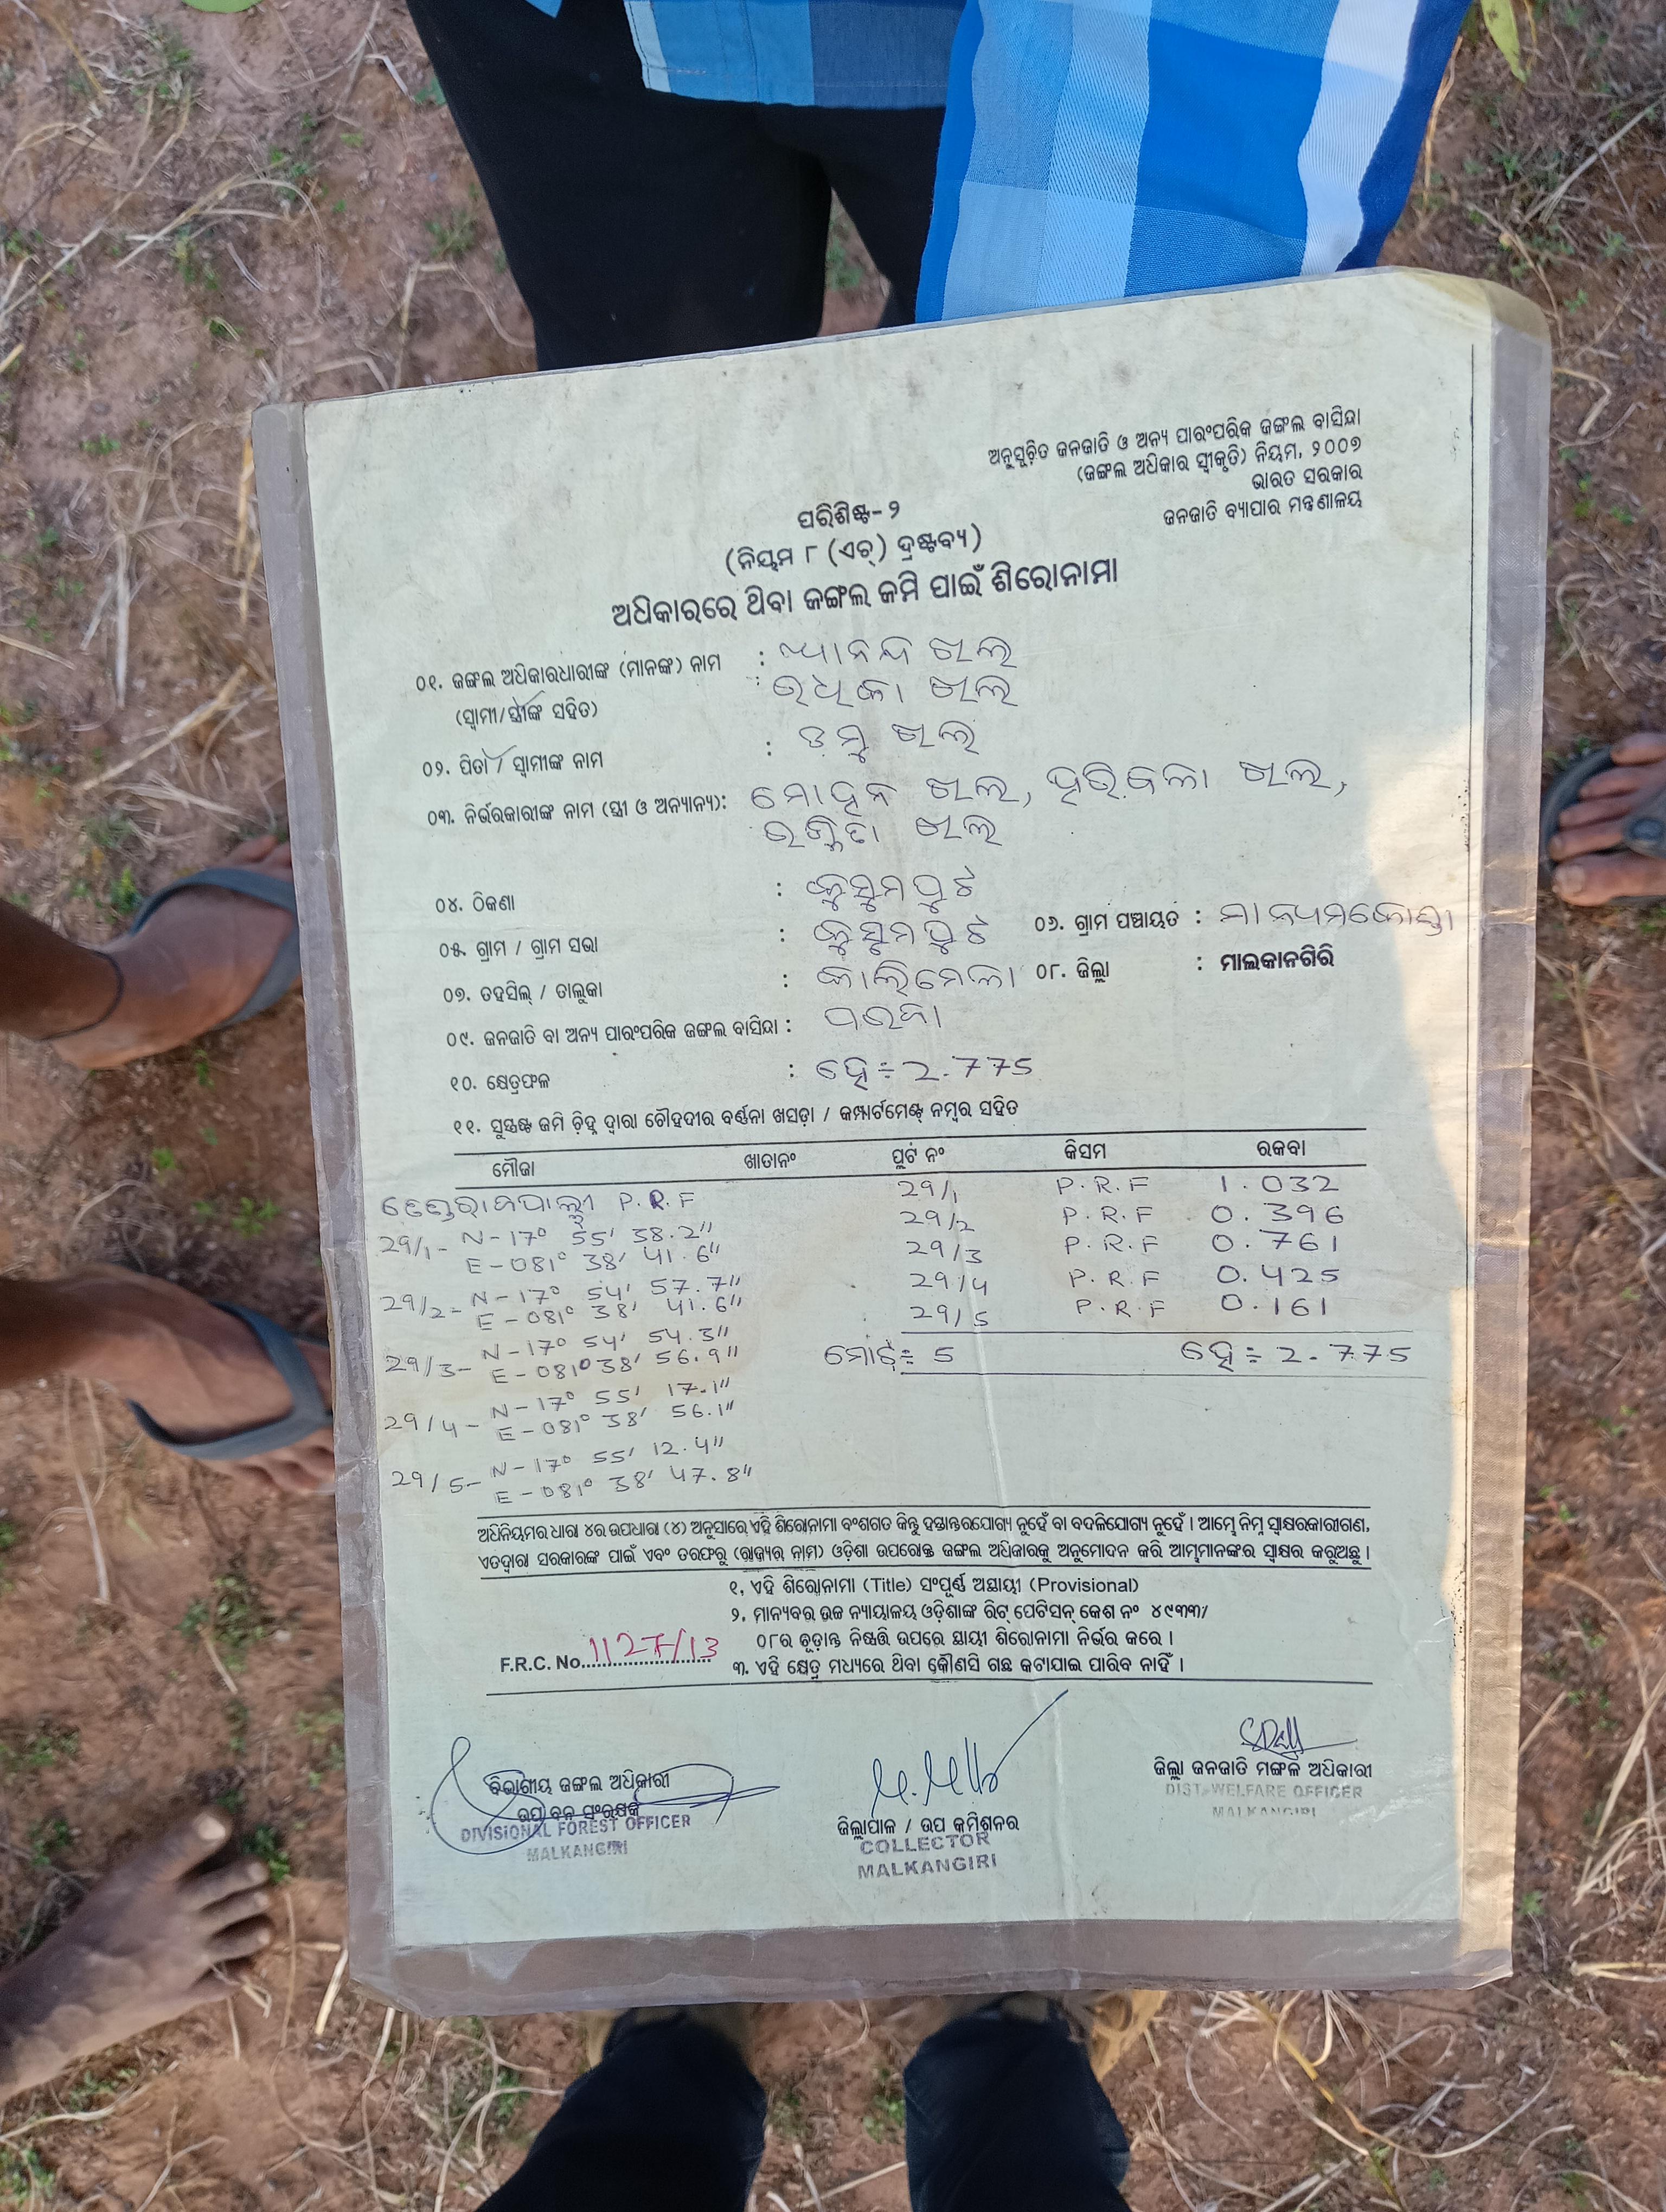 ଅନୁସୂଚିତ ଜନଜାତି ଓ ଅନ୍ୟ ପାରଂପରିକ ଜଙ୍ଗଲ ବାସିନ୍ଦା
(ଜଙ୍ଗଲ ଅଧିକାର ସ୍ୱୀକୃତି) ନିୟମ, ୨୦୦୭
ଭାରତ ସରକାର
ଜନଜାତି ବ୍ୟାପାର ମନ୍ତ୍ରଣାଳୟ
ପରିଶିଷ୍ଟ-୨
(ନିୟମ ୮ (ଏଚ୍) ଦ୍ରଷ୍ଟବ୍ୟ)
ଅଧିକାରରେ ଥିବା ଜଙ୍ଗଲ ଜମି ପାଇଁ ଶିରୋନାମା
୦୧. ଜଙ୍ଗଲ ଅଧିକାରଧାରୀଙ୍କ (ମାନଙ୍କ) ନାମ : ଖିଲ
(ସ୍ୱାମୀ/ସ୍ତ୍ରୀଙ୍କ ସହିତ) : ଖିଲ
୦୨. ପିତା / ସ୍ୱାମୀଙ୍କ ନାମ : ଡମ୍ବୁ ଖିଲ
୦୩. ନିର୍ଭରକାରୀଙ୍କ ନାମ (ସ୍ତ୍ରୀ ଓ ଅନ୍ୟାନ୍ୟ): ମୋହନ ଖିଲ, ଖିଲ,
ଖିଲ
୦୪. ଠିକଣା : କୁସୁମପୁଟ
୦୫. ଗ୍ରାମ / ଗ୍ରାମ ସଭା : କୁସୁମପୁଟ ୦୬. ଗ୍ରାମ ପଞ୍ଚାୟତ :
୦୭. ତହସିଲ୍ / ତାଲୁକା : କାଲିମେଳା ୦୮. ଜିଲ୍ଲା : ମାଲକାନଗିରି
୦୯. ଜନଜାତି ବା ଅନ୍ୟ ପାରଂପରିକ ଜଙ୍ଗଲ ବାସିନ୍ଦା : ପରଜା
୧୦. କ୍ଷେତ୍ରଫଳ : ହେ÷2.775
୧୧. ସୁସ୍ପଷ୍ଟ ଜମି ଚିହ୍ନ ଦ୍ୱାରା ଚୌହଦୀର ବର୍ଣ୍ଣନା ଖସଡ଼ା / କମ୍ପାର୍ଟମେଣ୍ଟ୍ ନମ୍ବର ସହିତ
ମୌଜା ଖାତାନଂ ପ୍ଲଟ ନଂ କିସମ ରକବା
P.R.F 29/1 P.R.F 1.032
29/2 P.R.F 0.396
29/3 P.R.F 0.761
29/4 P.R.F 0.425
29/5 P.R.F 0.161
ମୋଟ÷ 5 ହେ÷ 2.775
29/1- N-17° 55' 38.2"
E-081° 38' 41.6"
29/2- N-17° 54' 57.7"
E-081° 38' 41.6"
29/3- N-17° 54' 54.3"
E-081° 38' 56.9"
29/4- N-17° 55' 17.1"
E-081° 38' 56.1"
29/5- N-17° 55' 12.4"
E-081° 38' 47.8"
ଅଧିନିୟମର ଧାରା ୪ର ଉପଧାରା (୪) ଅନୁସାରେ ଏହି ଶିରୋନାମା ବଂଶଗତ କିନ୍ତୁ ହସ୍ତାନ୍ତରଯୋଗ୍ୟ ନୁହେଁ ବା ବଦଳିଯୋଗ୍ୟ ନୁହେଁ । ଆମ୍ଭେ ନିମ୍ନ ସ୍ୱାକ୍ଷରକାରୀଗଣ,
ଏତଦ୍ୱାରା ସରକାରଙ୍କ ପାଇଁ ଏବଂ ତରଫରୁ (ରାଜ୍ୟର ନାମ) ଓଡ଼ିଶା ଉପରୋକ୍ତ ଜଙ୍ଗଲ ଅଧିକାରକୁ ଅନୁମୋଦନ କରି ଆମ୍ଭମାନଙ୍କର ସ୍ୱାକ୍ଷର କରୁଅଛୁ ।
୧, ଏହି ଶିରୋନାମା (Title) ସଂପୂର୍ଣ୍ଣ ଅସ୍ଥାୟୀ (Provisional)
୨. ମାନ୍ୟବର ଉଚ୍ଚ ନ୍ୟାୟାଳୟ ଓଡ଼ିଶାଙ୍କ ରିଟ୍ ପେଟିସନ୍ କେଶ ନଂ ୪୯୩୩/
୦୮ର ଚୂଡ଼ାନ୍ତ ନିଷ୍ପତ୍ତି ଉପରେ ସ୍ଥାୟୀ ଶିରୋନାମା ନିର୍ଭର କରେ ।
୩. ଏହି କ୍ଷେତ୍ର ମଧ୍ୟରେ ଥିବା କୌଣସି ଗଛ କଟାଯାଇ ପାରିବ ନାହିଁ ।
F.R.C. No. 1127/13
ବିଭାଗୀୟ ଜଙ୍ଗଲ ଅଧିକାରୀ
ଉପ ବନ ସଂରକ୍ଷକ
DIVISIONAL FOREST OFFICER
MALKANGIRI
ଜିଲ୍ଲାପାଳ / ଉପ କମିଶନର
COLLECTOR
MALKANGIRI
ଜିଲ୍ଲା ଜନଜାତି ମଙ୍ଗଳ ଅଧିକାରୀ
DIST. WELFARE OFFICER
MALKANGIRI